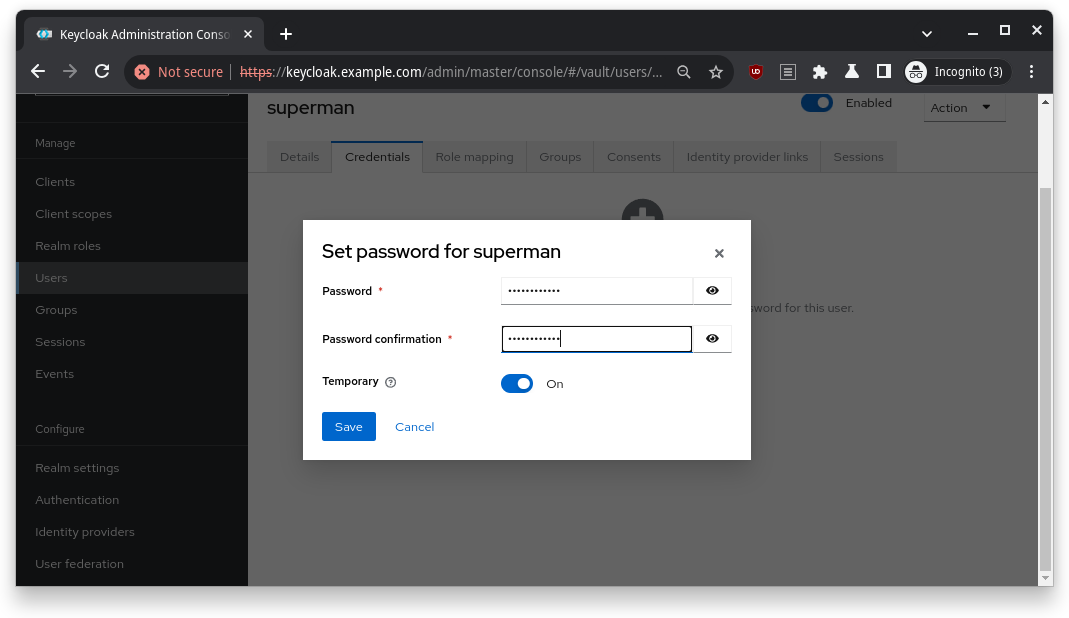 Keycloak Administration Conso
Not secure
https://keycloak.example.com/admin/master/console/#/vault/users/...
Incognito (3)
superman
Enabled
Action
Manage
Details
Credentials
Role mapping
Groups
Consents
Identity provider links
Sessions
Clients
Client scopes
Realm roles
Users
Groups
Sessions
Events
Configure
Realm settings
Authentication
Identity providers
User federation
Set password for superman
Password *
Password confirmation *
Temporary
On
Save
Cancel
for this user.